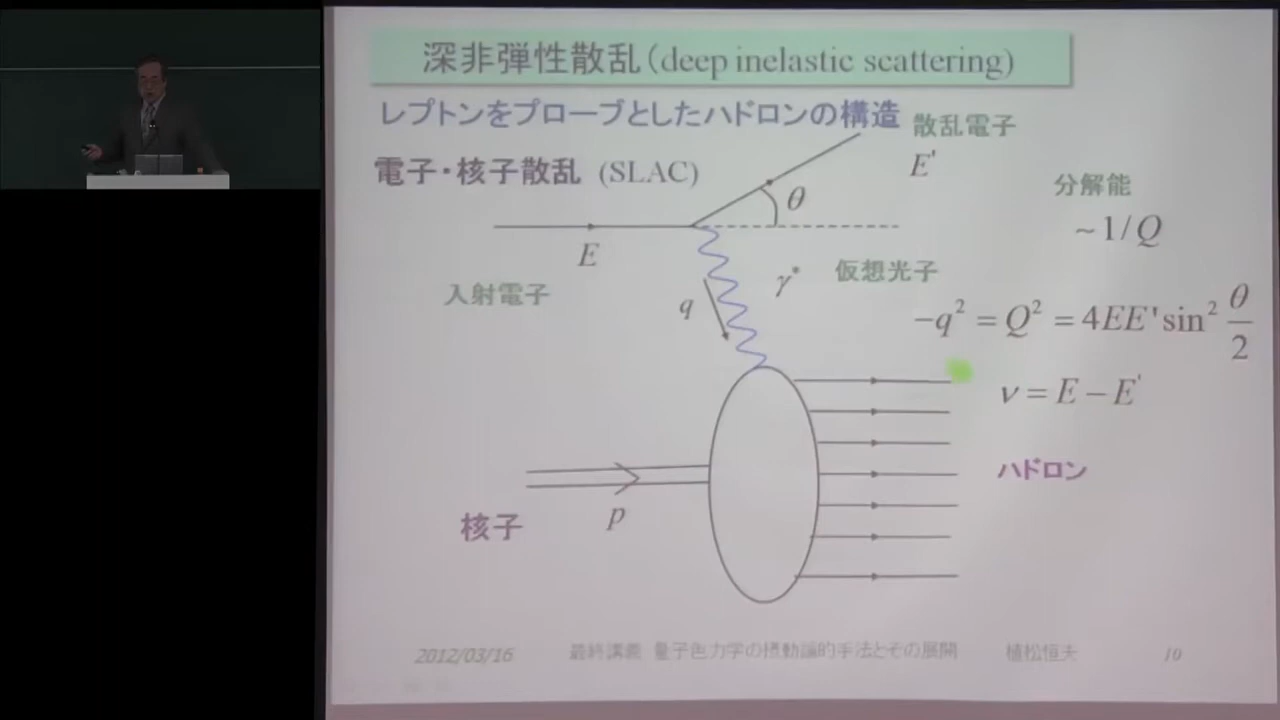 深非弾性散乱(deep inelastic scattering)
レプトンをプローブとしたハドロンの構造
散乱電子
電子・核子散乱 (SLAC)
E'
分解能
θ
~1/Q
E
γ*
仮想光子
入射電子
q
-q² = Q² = 4EE'sin² θ/2
ν = E - E'
ハドロン
p
核子
2012/03/16 最終講義 量子色力学の摂動論的手法とその展開 植松恒夫 10